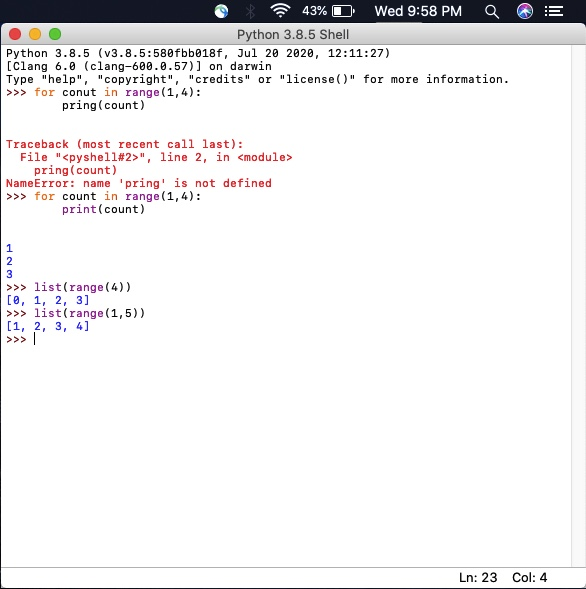 43% Wed 9:58 PM
Python 3.8.5 Shell
Python 3.8.5 (v3.8.5:580fbb018f, Jul 20 2020, 12:11:27)
[Clang 6.0 (clang-600.0.57)] on darwin
Type "help", "copyright", "credits" or "license()" for more information.
>>> for conut in range(1,4):
        pring(count)
Traceback (most recent call last):
  File "<pyshell#2>", line 2, in <module>
    pring(count)
NameError: name 'pring' is not defined
>>> for count in range(1,4):
        print(count)
1
2
3
>>> list(range(4))
[0, 1, 2, 3]
>>> list(range(1,5))
[1, 2, 3, 4]
>>>
Ln: 23 Col: 4